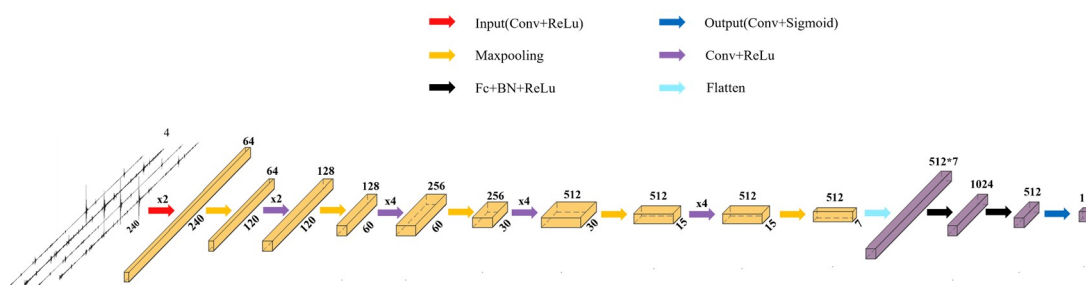 Input(Conv+ReLu)
Output(Conv+Sigmoid)
Maxpooling
Conv+ReLu
Fc+BN+ReLu
Flatten
4
240
x2
64
240
64
120
x2
128
120
128
60
x4
256
60
256
30
x4
512
30
512
15
x4
512
15
512
7
512*7
1024
512
1